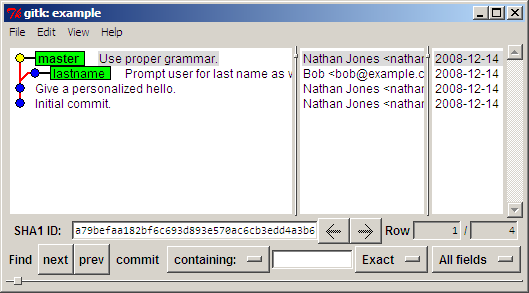 gitk: example
File Edit View Help
master Use proper grammar. Nathan Jones <nathan 2008-12-14
lastname Prompt user for last name as w Bob <bob@example.c 2008-12-14
Give a personalized hello. Nathan Jones <nathan 2008-12-14
Initial commit. Nathan Jones <nathan 2008-12-14
SHA1 ID: a79befaa182bf6c693d893e570ac6cb3edd4a3b6 Row 1 / 4
Find next prev commit containing: Exact All fields